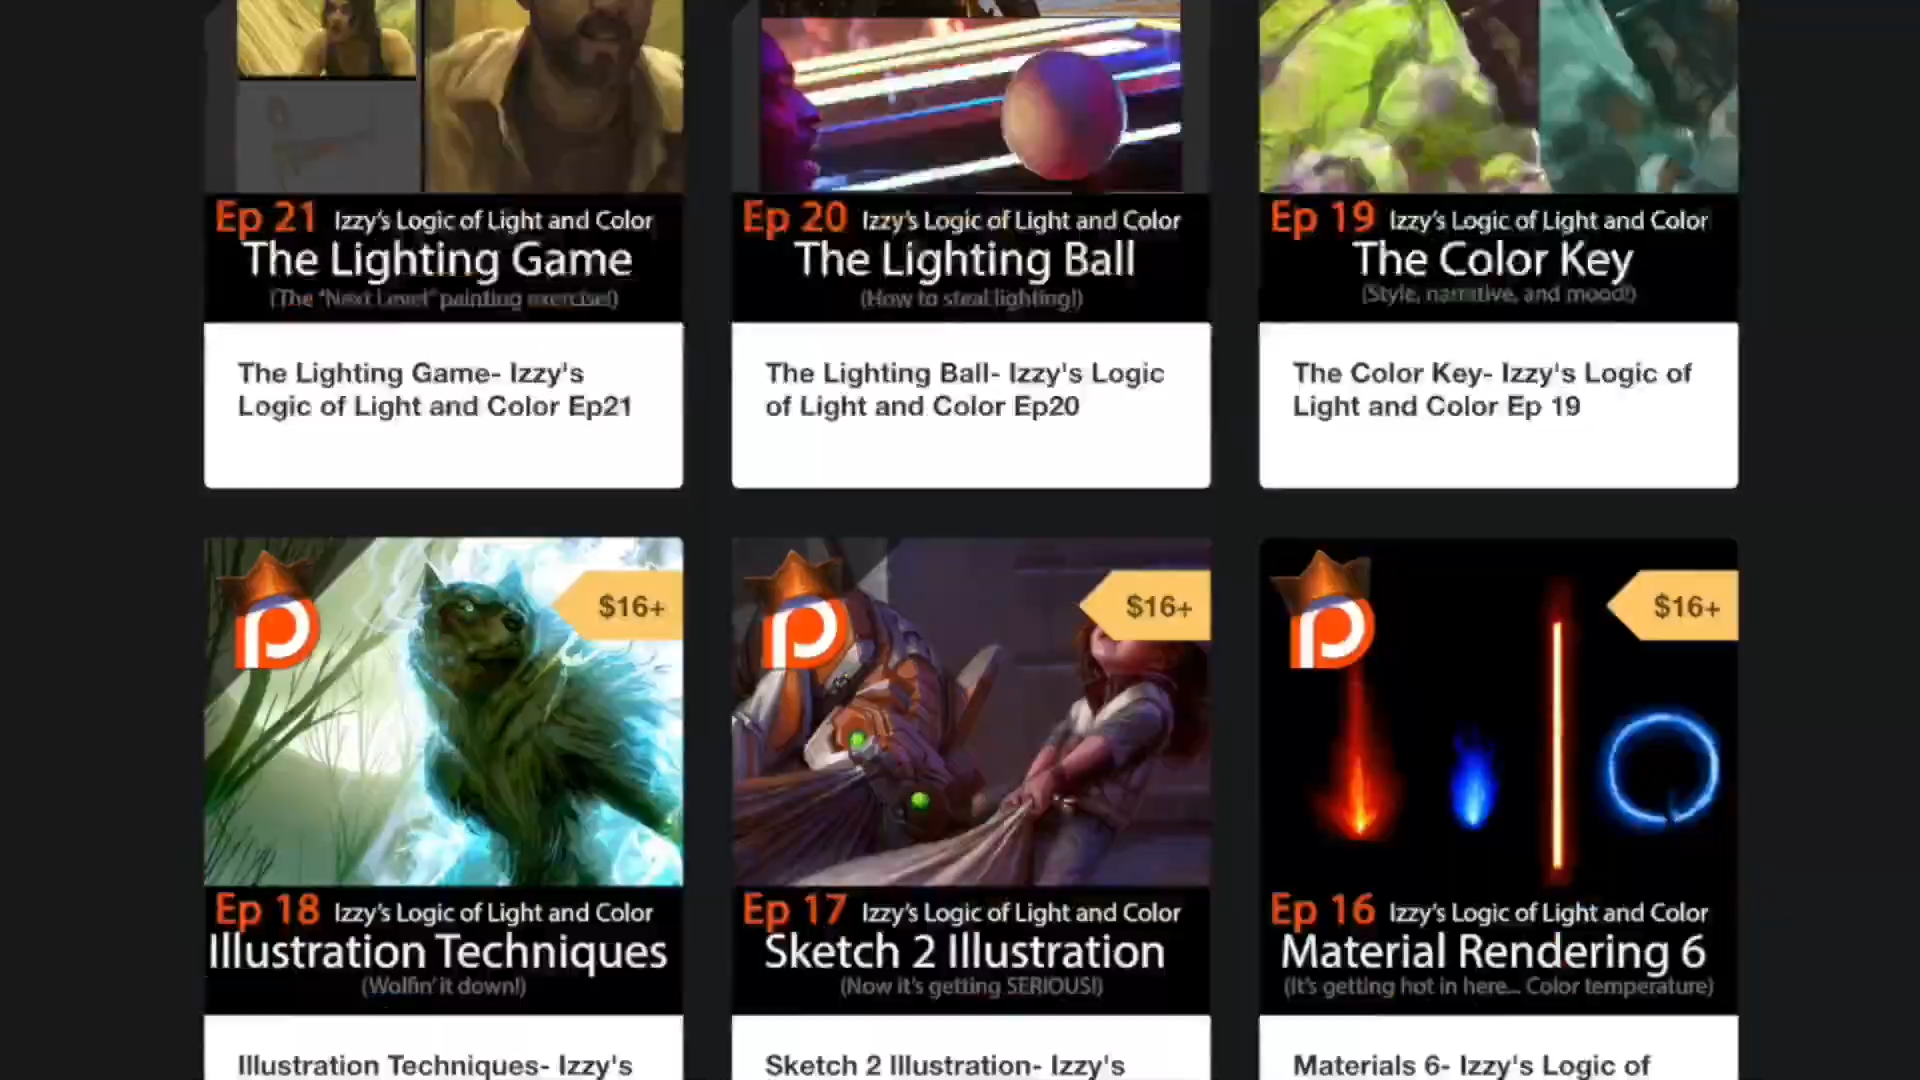 Ep 21 Izzy's Logic of Light and Color
The Lighting Game
(The "Next Level" painting exercise!)
The Lighting Game- Izzy's
Logic of Light and Color Ep21
Ep 20 Izzy's Logic of Light and Color
The Lighting Ball
(How to steal lighting!)
The Lighting Ball- Izzy's Logic
of Light and Color Ep20
Ep 19 Izzy's Logic of Light and Color
The Color Key
(Style, narrative, and mood!)
The Color Key- Izzy's Logic of
Light and Color Ep 19
$16+
Ep 18 Izzy's Logic of Light and Color
Illustration Techniques
(Wolfin' it down!)
Illustration Techniques- Izzy's
$16+
Ep 17 Izzy's Logic of Light and Color
Sketch 2 Illustration
(Now it's getting SERIOUS!)
Sketch 2 Illustration- Izzy's
$16+
Ep 16 Izzy's Logic of Light and Color
Material Rendering 6
(It's getting hot in here... Color temperature)
Materials 6- Izzy's Logic of